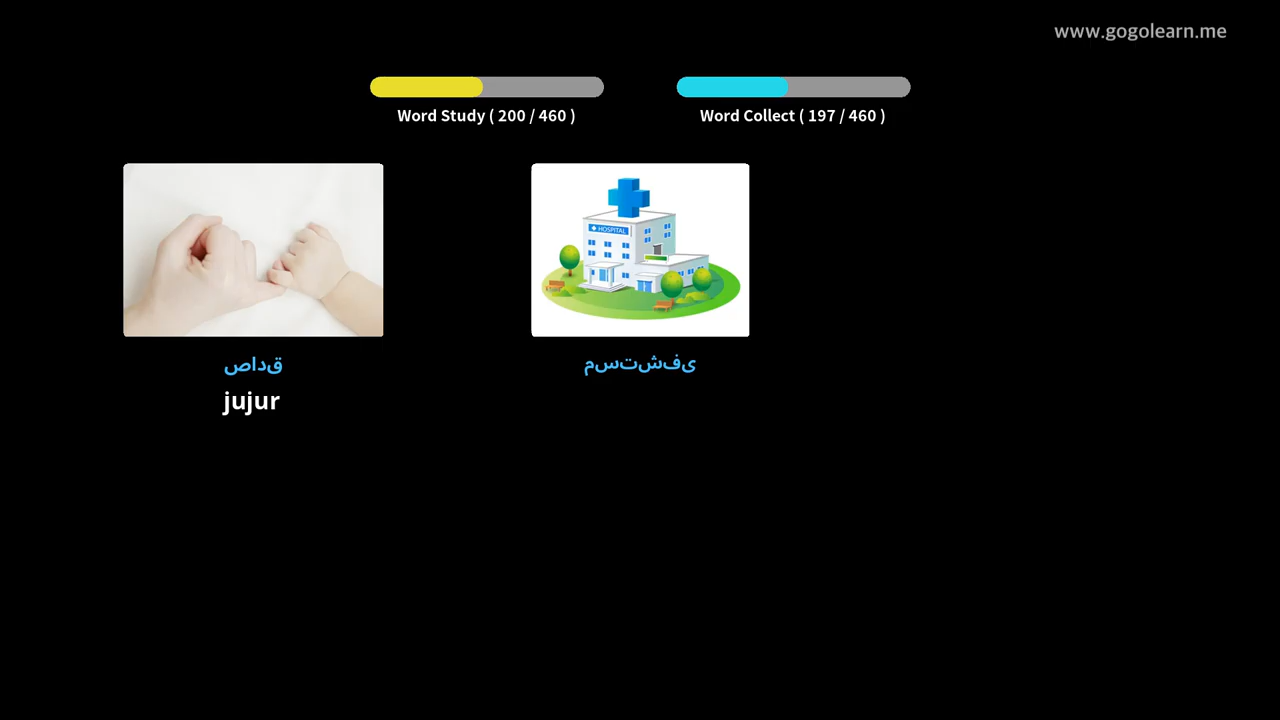 www.gogolearn.me
Word Study ( 200 / 460 )
Word Collect ( 197 / 460 )
HOSPITAL
صادق
jujur
مستشفى